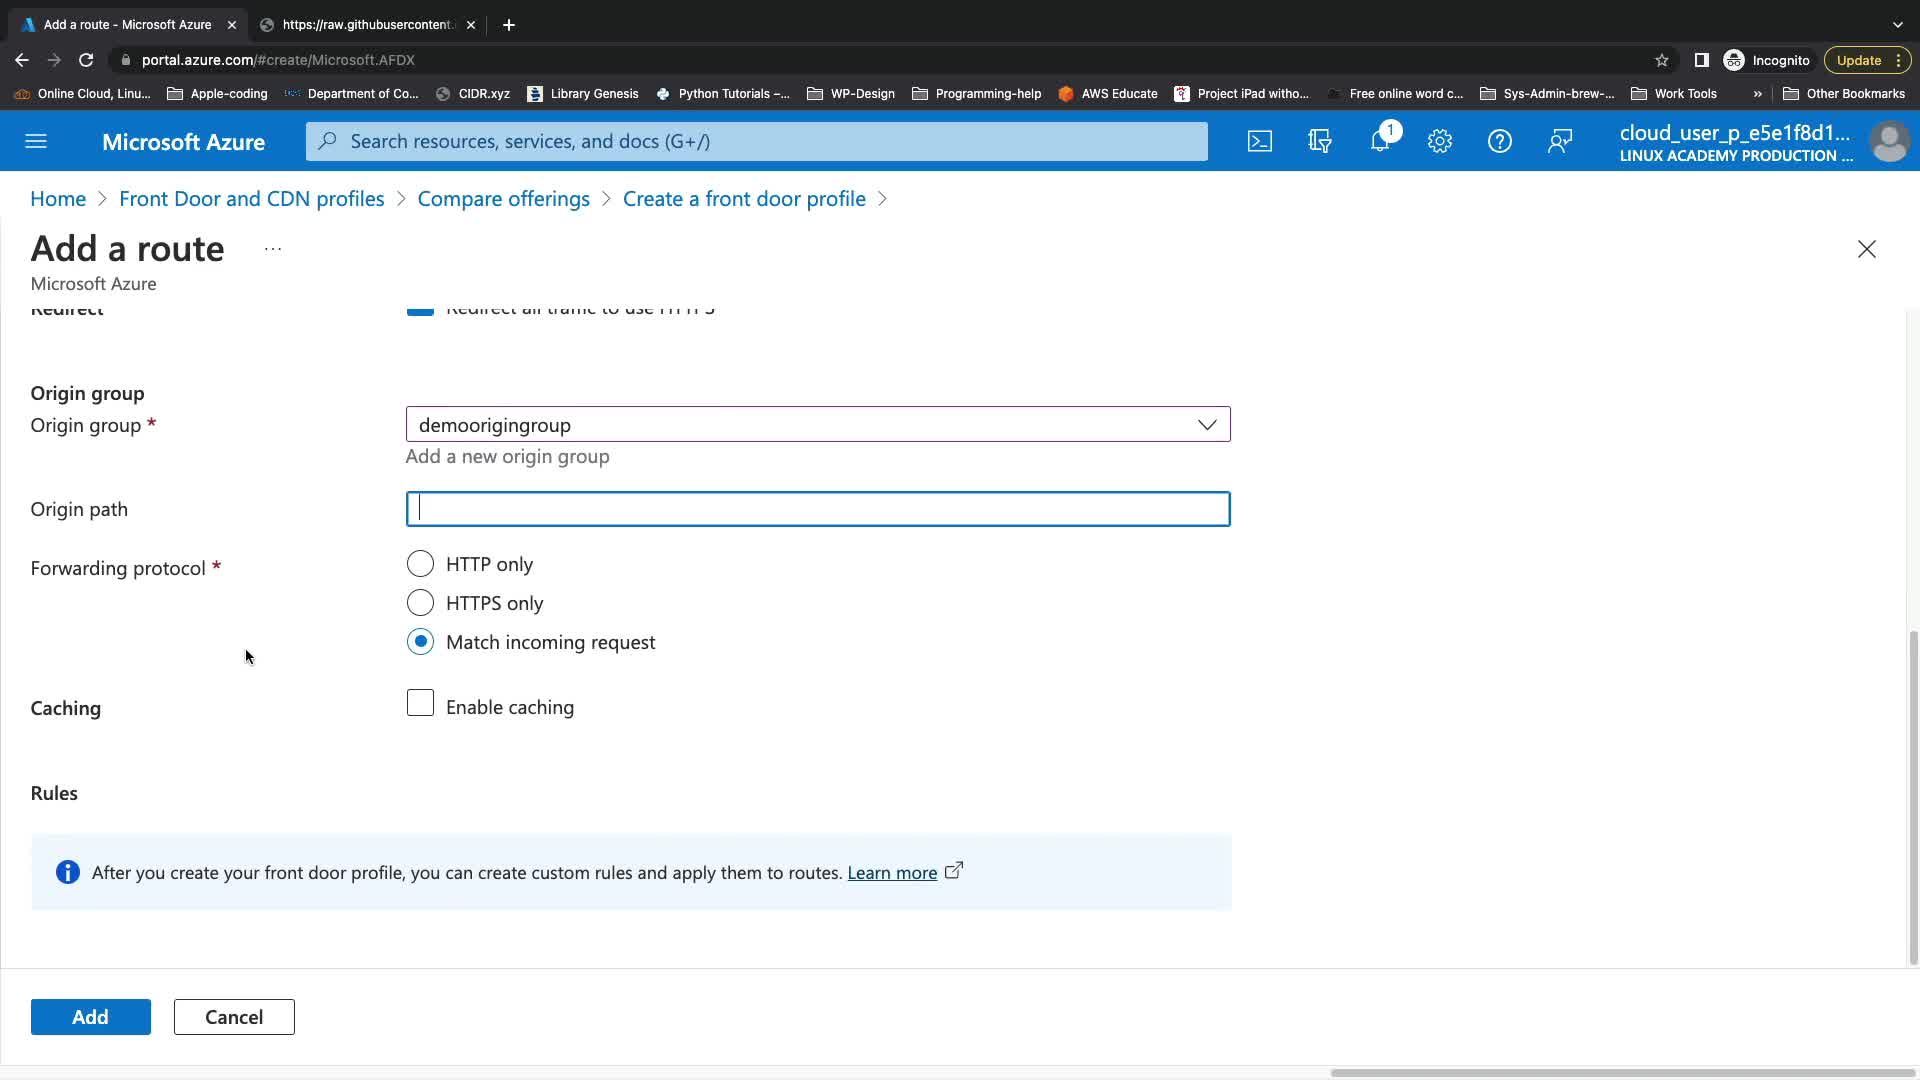 Add a route - Microsoft Azure
https://raw.githubusercontent.
portal.azure.com/#create/Microsoft.AFDX
Incognito
Update
Online Cloud, Linu...
Apple-coding
Department of Co...
CIDR.xyz
Library Genesis
Python Tutorials –...
WP-Design
Programming-help
AWS Educate
Project iPad witho...
Free online word c...
Sys-Admin-brew-...
Work Tools
»
Other Bookmarks
Microsoft Azure
Search resources, services, and docs (G+/)
1
cloud_user_p_e5e1f8d1...
LINUX ACADEMY PRODUCTION ...
Home > Front Door and CDN profiles > Compare offerings > Create a front door profile >
Add a route ...
Microsoft Azure
Redirect
Redirect all traffic to use HTTPS
Origin group
Origin group *
demoorigingroup
Add a new origin group
Origin path
Forwarding protocol *
HTTP only
HTTPS only
Match incoming request
Caching
Enable caching
Rules
After you create your front door profile, you can create custom rules and apply them to routes. Learn more
Add
Cancel